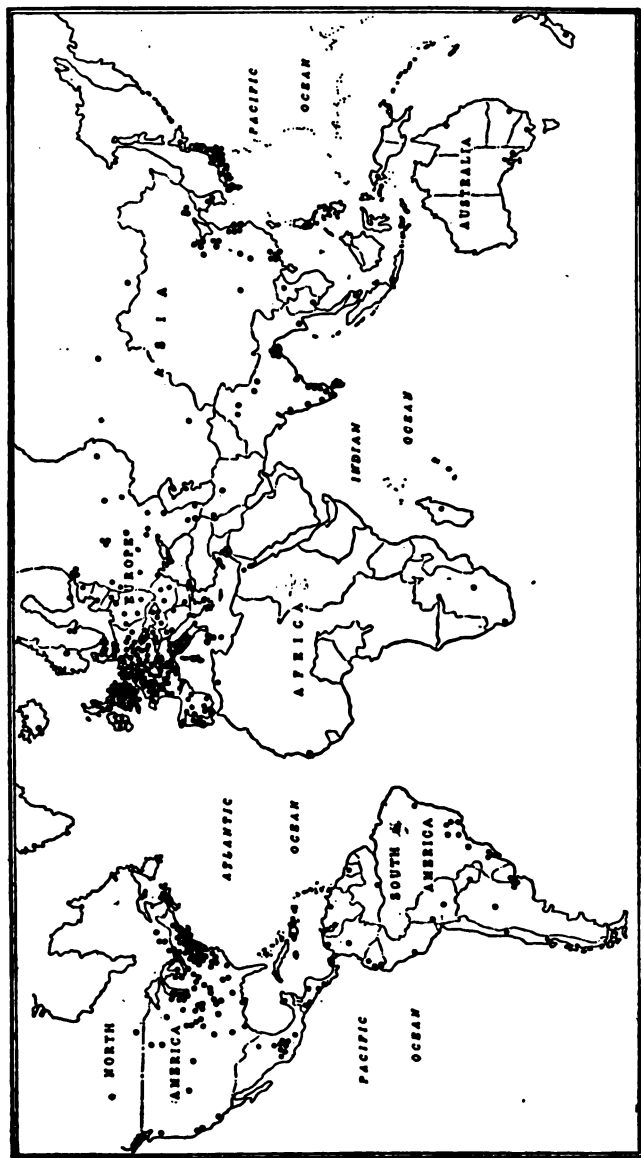 NORTH
AMERICA
ATLANTIC
OCEAN
PACIFIC
OCEAN
SOUTH
AMERICA
EUROPE
ASIA
AFRICA
INDIAN
OCEAN
PACIFIC
OCEAN
AUSTRALIA